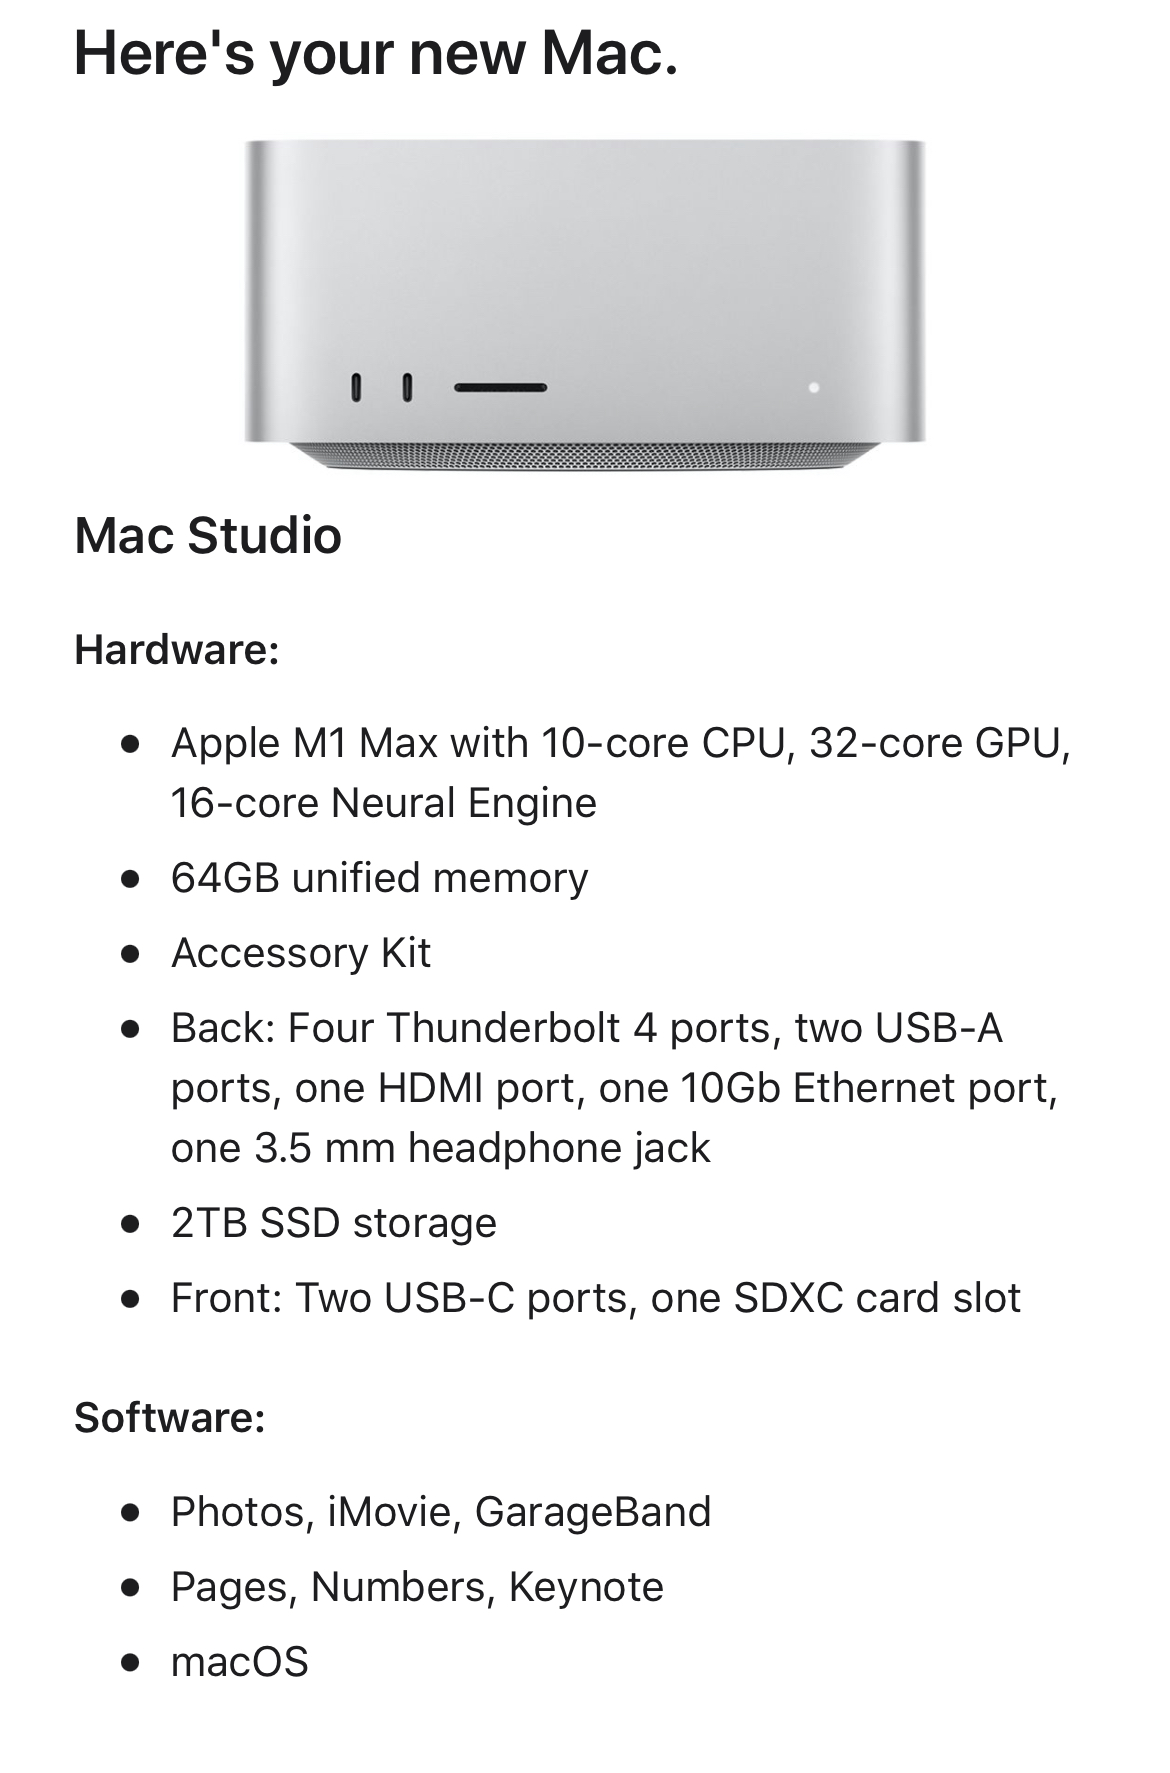 Here's your new Mac.
Mac Studio
Hardware:
Apple M1 Max with 10-core CPU, 32-core GPU,
16-core Neural Engine
64GB unified memory
Accessory Kit
Back: Four Thunderbolt 4 ports, two USB-A
ports, one HDMI port, one 10Gb Ethernet port,
one 3.5 mm headphone jack
2TB SSD storage
Front: Two USB-C ports, one SDXC card slot
Software:
Photos, iMovie, GarageBand
Pages, Numbers, Keynote
macOS